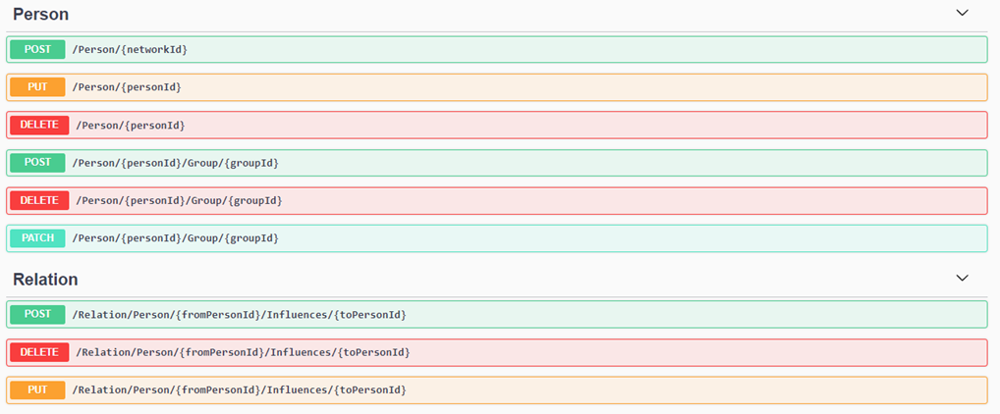 Person
POST /Person/{networkId}
PUT /Person/{personId}
DELETE /Person/{personId}
POST /Person/{personId}/Group/{groupId}
DELETE /Person/{personId}/Group/{groupId}
PATCH /Person/{personId}/Group/{groupId}
Relation
POST /Relation/Person/{fromPersonId}/Influences/{toPersonId}
DELETE /Relation/Person/{fromPersonId}/Influences/{toPersonId}
PUT /Relation/Person/{fromPersonId}/Influences/{toPersonId}